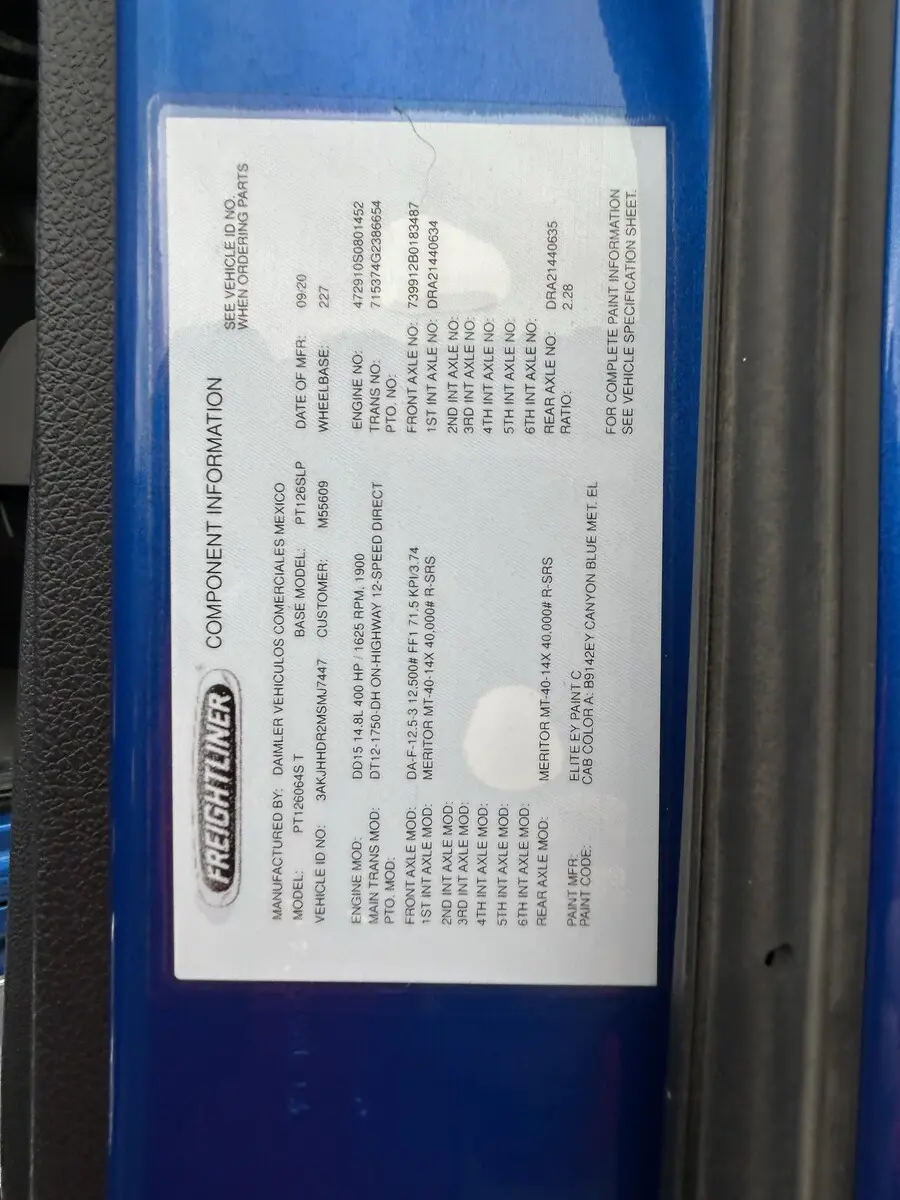 FREIGHTLINER® COMPONENT INFORMATION
SEE VEHICLE ID NO.
WHEN ORDERING PARTS
MANUFACTURED BY: DAIMLER VEHICULOS COMERCIALES MEXICO
MODEL: PT126064S T BASE MODEL: PT126SLP DATE OF MFR: 09/20
VEHICLE ID NO: 3AKJHHDR2MSMJ7447 CUSTOMER: M55609 WHEELBASE: 227
ENGINE MOD: DD15 14.8L 400 HP / 1625 RPM, 1900 ENGINE NO: 472910S0801452
MAIN TRANS MOD: DT12-1750-DH ON-HIGHWAY 12-SPEED DIRECT TRANS NO: 715374G2386654
PTO. MOD: PTO. NO:
FRONT AXLE MOD: DA-F-12.5-3 12,500# FF1 71.5 KPI/3.74 FRONT AXLE NO: 739912B0183487
1ST INT AXLE MOD: MERITOR MT-40-14X 40,000# R-SRS 1ST INT AXLE NO: DRA21440634
2ND INT AXLE MOD: 2ND INT AXLE NO:
3RD INT AXLE MOD: 3RD INT AXLE NO:
4TH INT AXLE MOD: 4TH INT AXLE NO:
5TH INT AXLE MOD: 5TH INT AXLE NO:
6TH INT AXLE MOD: 6TH INT AXLE NO:
REAR AXLE MOD: MERITOR MT-40-14X 40,000# R-SRS REAR AXLE NO: DRA21440635
RATIO: 2.28
PAINT MFR: ELITE EY PAINT C
PAINT CODE: CAB COLOR A: B9142EY CANYON BLUE MET. EL
FOR COMPLETE PAINT INFORMATION
SEE VEHICLE SPECIFICATION SHEET.